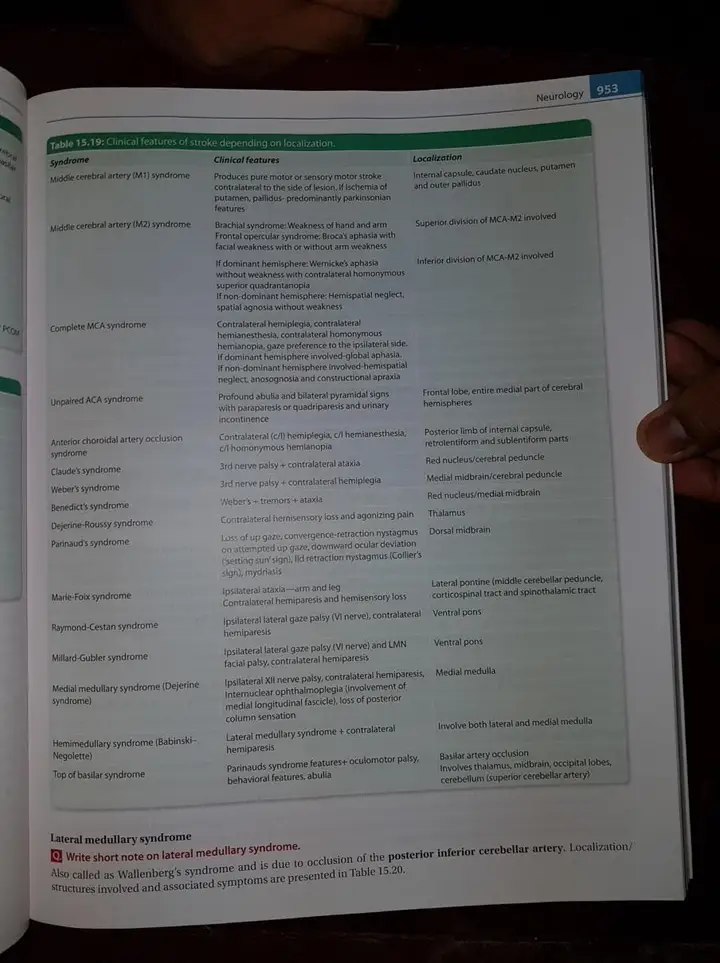 Neurology 953
Table 15.19: Clinical features of stroke depending on localization.
Syndrome Clinical features Localization
Middle cerebral artery (M1) syndrome Produces pure motor or sensory motor stroke Internal capsule, caudate nucleus, putamen
contralateral to the side of lesion. If ischemia of and outer pallidus
putamen, pallidus- predominantly parkinsonian
features
Middle cerebral artery (M2) syndrome Brachial syndrome: Weakness of hand and arm Superior division of MCA-M2 involved
Frontal opercular syndrome: Broca's aphasia with
facial weakness with or without arm weakness
If dominant hemisphere: Wernicke's aphasia Inferior division of MCA-M2 involved
without weakness with contralateral homonymous
superior quadrantanopia
If non-dominant hemisphere: Hemispatial neglect,
spatial agnosia without weakness
Complete MCA syndrome Contralateral hemiplegia, contralateral
hemianesthesia, contralateral homonymous
hemianopia, gaze preference to the ipsilateral side.
If dominant hemisphere involved-global aphasia.
If non-dominant hemisphere involved-hemispatial
neglect, anosognosia and constructional apraxia
Unpaired ACA syndrome Profound abulia and bilateral pyramidal signs Frontal lobe, entire medial part of cerebral
with paraparesis or quadriparesis and urinary hemispheres
incontinence
Anterior choroidal artery occlusion Contralateral (c/l) hemiplegia, c/l hemianesthesia, Posterior limb of internal capsule,
syndrome c/l homonymous hemianopia retrolentiform and sublentiform parts
Claude's syndrome 3rd nerve palsy + contralateral ataxia Red nucleus/cerebral peduncle
Weber's syndrome 3rd nerve palsy + contralateral hemiplegia Medial midbrain/cerebral peduncle
Benedict's syndrome Weber's + tremors + ataxia Red nucleus/medial midbrain
Dejerine-Roussy syndrome Contralateral hemisensory loss and agonizing pain Thalamus
Parinaud's syndrome Loss of up gaze, convergence-retraction nystagmus Dorsal midbrain
on attempted up gaze, downward ocular deviation
('setting sun' sign), lid retraction nystagmus (Collier's
sign), mydriasis
Marie-Foix syndrome Ipsilateral ataxia—arm and leg Lateral pontine (middle cerebellar peduncle,
Contralateral hemiparesis and hemisensory loss corticospinal tract and spinothalamic tract
Raymond-Cestan syndrome Ipsilateral lateral gaze palsy (VI nerve), contralateral Ventral pons
hemiparesis
Millard-Gubler syndrome Ipsilateral lateral gaze palsy (VI nerve) and LMN Ventral pons
facial palsy, contralateral hemiparesis
Medial medullary syndrome (Dejerine Ipsilateral XII nerve palsy, contralateral hemiparesis, Medial medulla
syndrome) Internuclear ophthalmoplegia (involvement of
medial longitudinal fascicle), loss of posterior
column sensation
Hemimedullary syndrome (Babinski– Lateral medullary syndrome + contralateral Involve both lateral and medial medulla
Negolette) hemiparesis
Top of basilar syndrome Parinauds syndrome features+ oculomotor palsy, Basilar artery occlusion
behavioral features, abulia Involves thalamus, midbrain, occipital lobes,
cerebellum (superior cerebellar artery)
Lateral medullary syndrome
Q. Write short note on lateral medullary syndrome.
Also called as Wallenberg's syndrome and is due to occlusion of the posterior inferior cerebellar artery. Localization/
structures involved and associated symptoms are presented in Table 15.20.